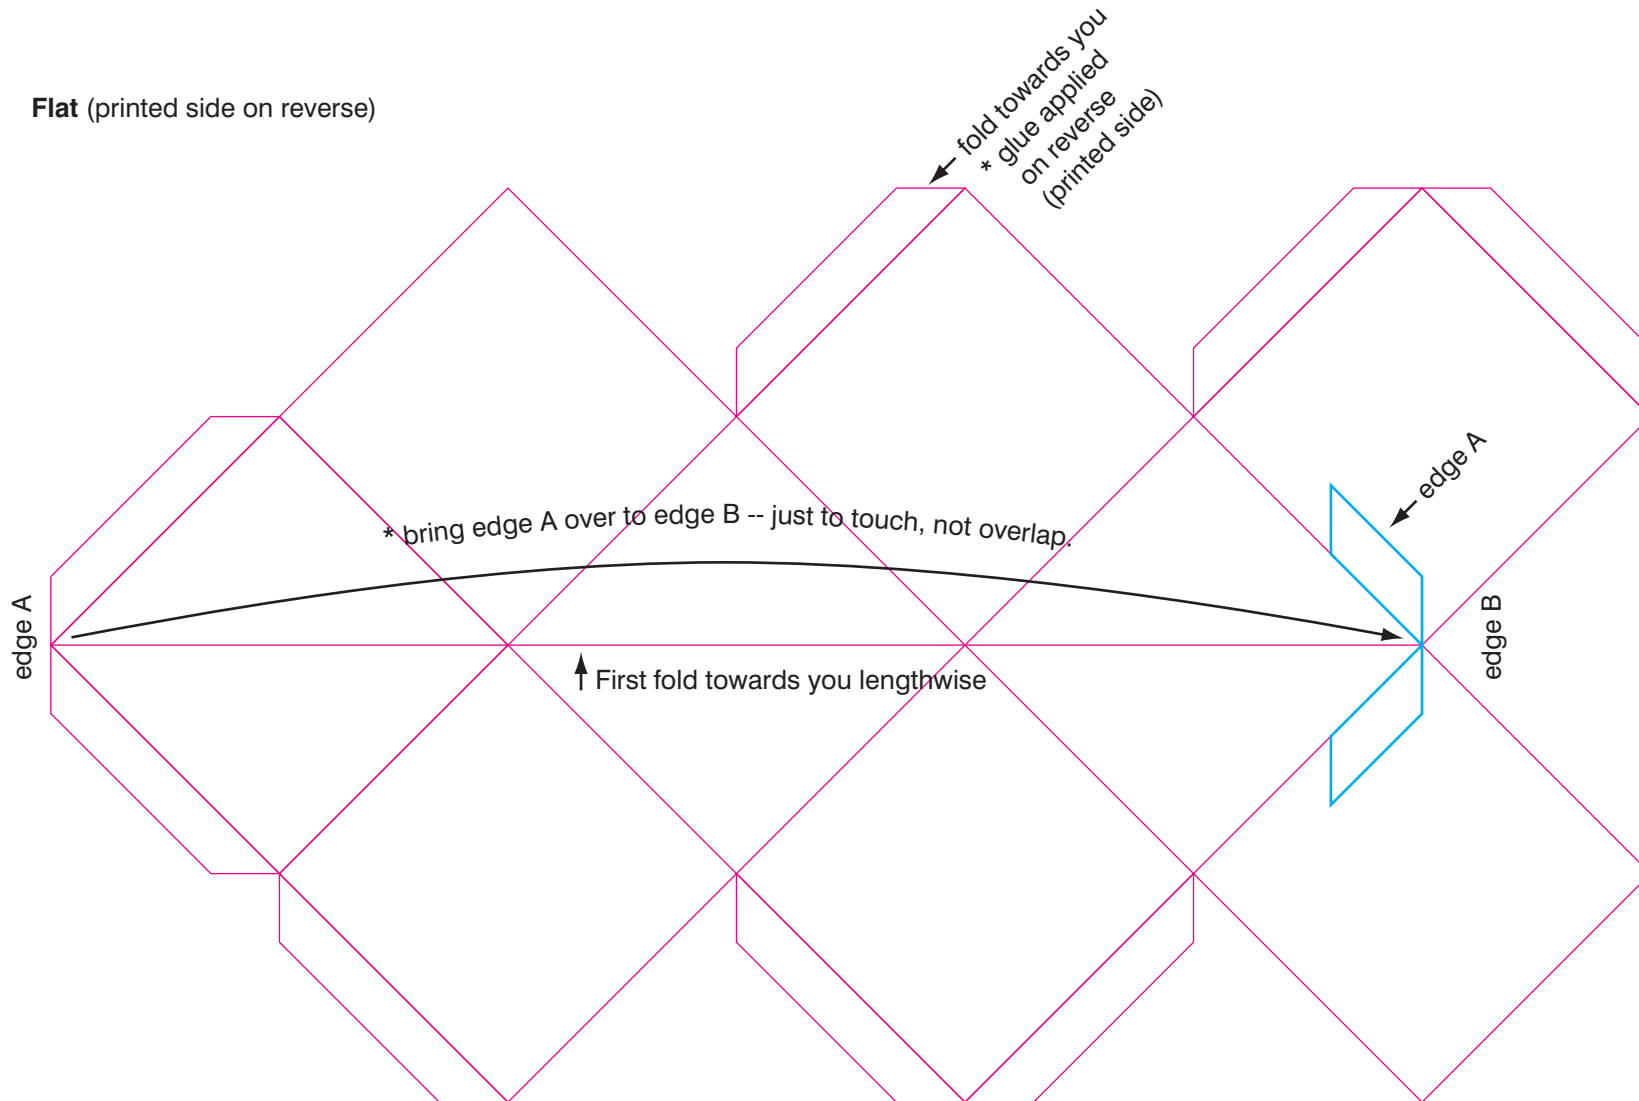 Flat (printed side on reverse)
fold towards you
* glue applied
on reverse
(printed side)
edge A
* bring edge A over to edge B -- just to touch, not overlap.
edge A
edge B
First fold towards you lengthwise